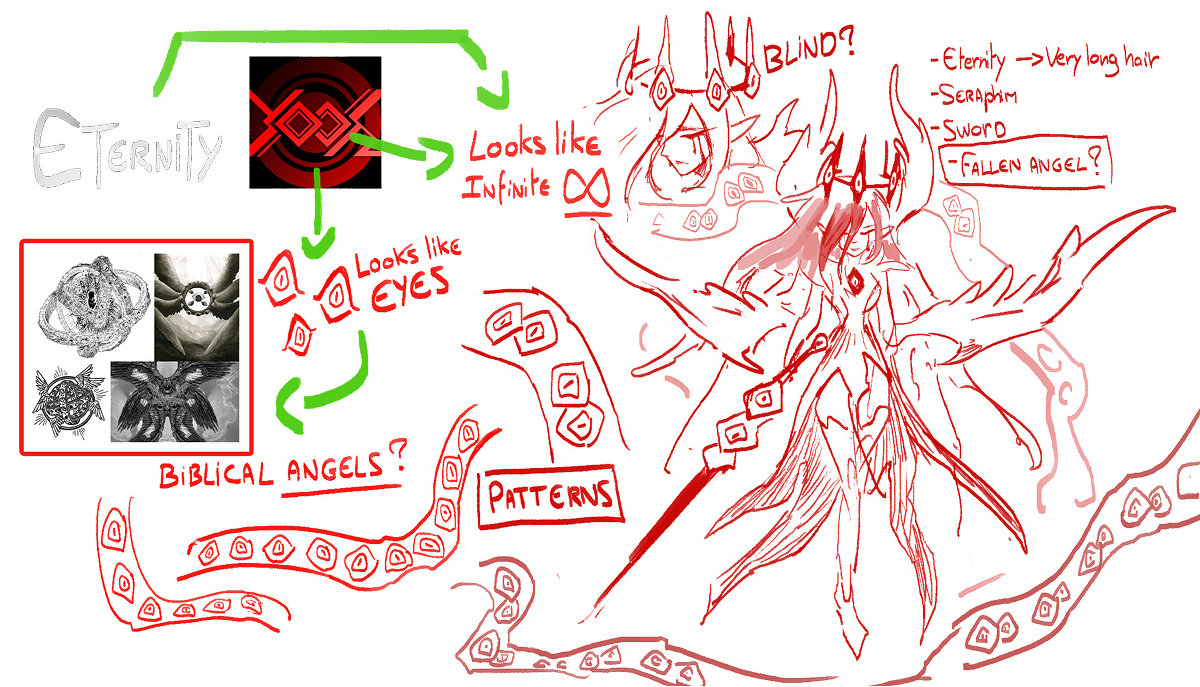 ETERNITY
Looks like
Infinite ∞
Looks like
EYES
BiBLiCAL ANGELS?
PATTERNS
BLiND?
- Eternity -> Very long hair
- SERAphiM
- SWORD
- FALLEN ANGEL?